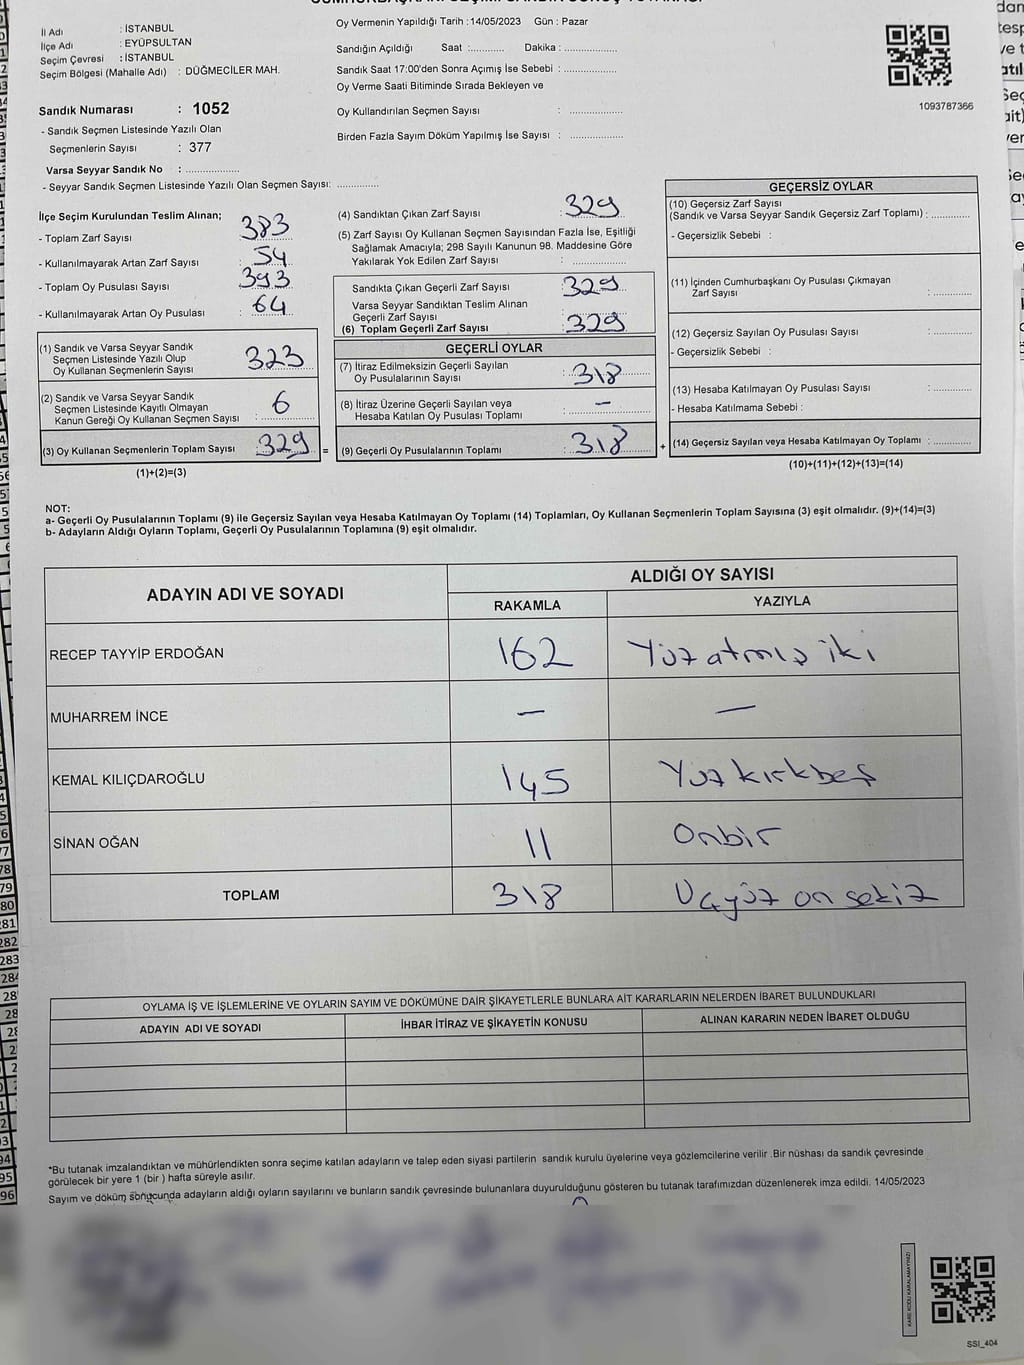 İl Adı : İSTANBUL
İlçe Adı : EYÜPSULTAN
Seçim Çevresi : İSTANBUL
Seçim Bölgesi (Mahalle Adı) : DÜĞMECİLER MAH.
Sandık Numarası : 1052
- Sandık Seçmen Listesinde Yazılı Olan
Seçmenlerin Sayısı : 377
Varsa Seyyar Sandık No : ..................
- Seyyar Sandık Seçmen Listesinde Yazılı Olan Seçmen Sayısı: ..............
Oy Vermenin Yapıldığı Tarih :14/05/2023 Gün : Pazar
Sandığın Açıldığı Saat :............ Dakika : ..................
Sandık Saat 17:00'den Sonra Açımış İse Sebebi : ..................
Oy Verme Saati Bitiminde Sırada Bekleyen ve
Oy Kullandırılan Seçmen Sayısı : ..................
Birden Fazla Sayım Döküm Yapılmış İse Sayısı : ..................
1093787366
İlçe Seçim Kurulundan Teslim Alınan;
- Toplam Zarf Sayısı : 383
- Kullanılmayarak Artan Zarf Sayısı : 54
- Toplam Oy Pusulası Sayısı : 393
- Kullanılmayarak Artan Oy Pusulası : 64
(1) Sandık ve Varsa Seyyar Sandık
Seçmen Listesinde Yazılı Olup
Oy Kullanan Seçmenlerin Sayısı 323
(2) Sandık ve Varsa Seyyar Sandık
Seçmen Listesinde Kayıtlı Olmayan
Kanun Gereği Oy Kullanan Seçmen Sayısı : 6
(3) Oy Kullanan Seçmenlerin Toplam Sayısı 329 =
(1)+(2)=(3)
(4) Sandıktan Çıkan Zarf Sayısı : 329
(5) Zarf Sayısı Oy Kullanan Seçmen Sayısından Fazla İse, Eşitliği
Sağlamak Amacıyla; 298 Sayılı Kanunun 98. Maddesine Göre
Yakılarak Yok Edilen Zarf Sayısı : ..................
Sandıkta Çıkan Geçerli Zarf Sayısı : 329
Varsa Seyyar Sandıktan Teslim Alınan
Geçerli Zarf Sayısı :
(6) Toplam Geçerli Zarf Sayısı : 329
GEÇERLİ OYLAR
(7) İtiraz Edilmeksizin Geçerli Sayılan
Oy Pusulalarının Sayısı : 318
(8) İtiraz Üzerine Geçerli Sayılan veya
Hesaba Katılan Oy Pusulası Toplamı : –
(9) Geçerli Oy Pusulalarının Toplamı : 318 +
GEÇERSİZ OYLAR
(10) Geçersiz Zarf Sayısı
(Sandık ve Varsa Seyyar Sandık Geçersiz Zarf Toplamı) : .............
- Geçersizlik Sebebi :
(11) İçinden Cumhurbaşkanı Oy Pusulası Çıkmayan
Zarf Sayısı : .............
(12) Geçersiz Sayılan Oy Pusulası Sayısı : .............
- Geçersizlik Sebebi :
(13) Hesaba Katılmayan Oy Pusulası Sayısı : .............
- Hesaba Katılmama Sebebi :
(14) Geçersiz Sayılan veya Hesaba Katılmayan Oy Toplamı : .............
(10)+(11)+(12)+(13)=(14)
NOT:
a- Geçerli Oy Pusulalarının Toplamı (9) ile Geçersiz Sayılan veya Hesaba Katılmayan Oy Toplamı (14) Toplamları, Oy Kullanan Seçmenlerin Toplam Sayısına (3) eşit olmalıdır. (9)+(14)=(3)
b- Adayların Aldığı Oyların Toplamı, Geçerli Oy Pusulalarının Toplamına (9) eşit olmalıdır.
ADAYIN ADI VE SOYADI
ALDIĞI OY SAYISI
RAKAMLA YAZIYLA
RECEP TAYYİP ERDOĞAN 162 Yüz atmış iki
MUHARREM İNCE – –
KEMAL KILIÇDAROĞLU 145 Yüz kırkbeş
SİNAN OĞAN 11 Onbir
TOPLAM 318 Üçyüz on sekiz
OYLAMA İŞ VE İŞLEMLERİNE VE OYLARIN SAYIM VE DÖKÜMÜNE DAİR ŞİKAYETLERLE BUNLARA AİT KARARLARIN NELERDEN İBARET BULUNDUKLARI
ADAYIN ADI VE SOYADI İHBAR İTİRAZ VE ŞİKAYETİN KONUSU ALINAN KARARIN NEDEN İBARET OLDUĞU
*Bu tutanak imzalandıktan ve mühürlendikten sonra seçime katılan adayların ve talep eden siyasi partilerin sandık kurulu üyelerine veya gözlemcilerine verilir .Bir nüshası da sandık çevresinde
görülecek bir yere 1 (bir ) hafta süreyle asılır.
Sayım ve döküm sonucunda adayların aldığı oyların sayılarını ve bunların sandık çevresinde bulunanlara duyurulduğunu gösteren bu tutanak tarafımızdan düzenlenerek imza edildi. 14/05/2023
KARE KODU KARALAMAYINIZ!
SSI_404